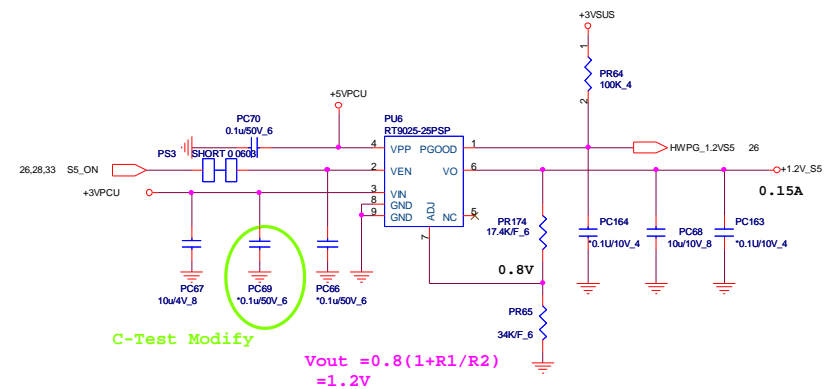 +3VSUS
1
PR64
100K_4
2
+5VPCU
PC70
0.1u/50V_6
PU6
RT9025-25PSP
PS3
SHORT 0 0603
4
VPP
PGOOD
1
HWPG_1.2VS5
26
26,28,33
S5_ON
2
VEN
VO
6
+1.2V_S5
0.15A
+3VPCU
3
VIN
8
GND
9
GND
ADJ
NC
5
7
PR174
17.4K/F_6
PC164
*0.1U/10V_4
PC68
10u/10V_8
PC163
*0.1U/10V_4
PC67
10u/4V_8
PC69
*0.1u/50V_6
PC66
*0.1u/50V_6
0.8V
PR65
34K/F_6
C-Test Modify
Vout =0.8(1+R1/R2)
=1.2V